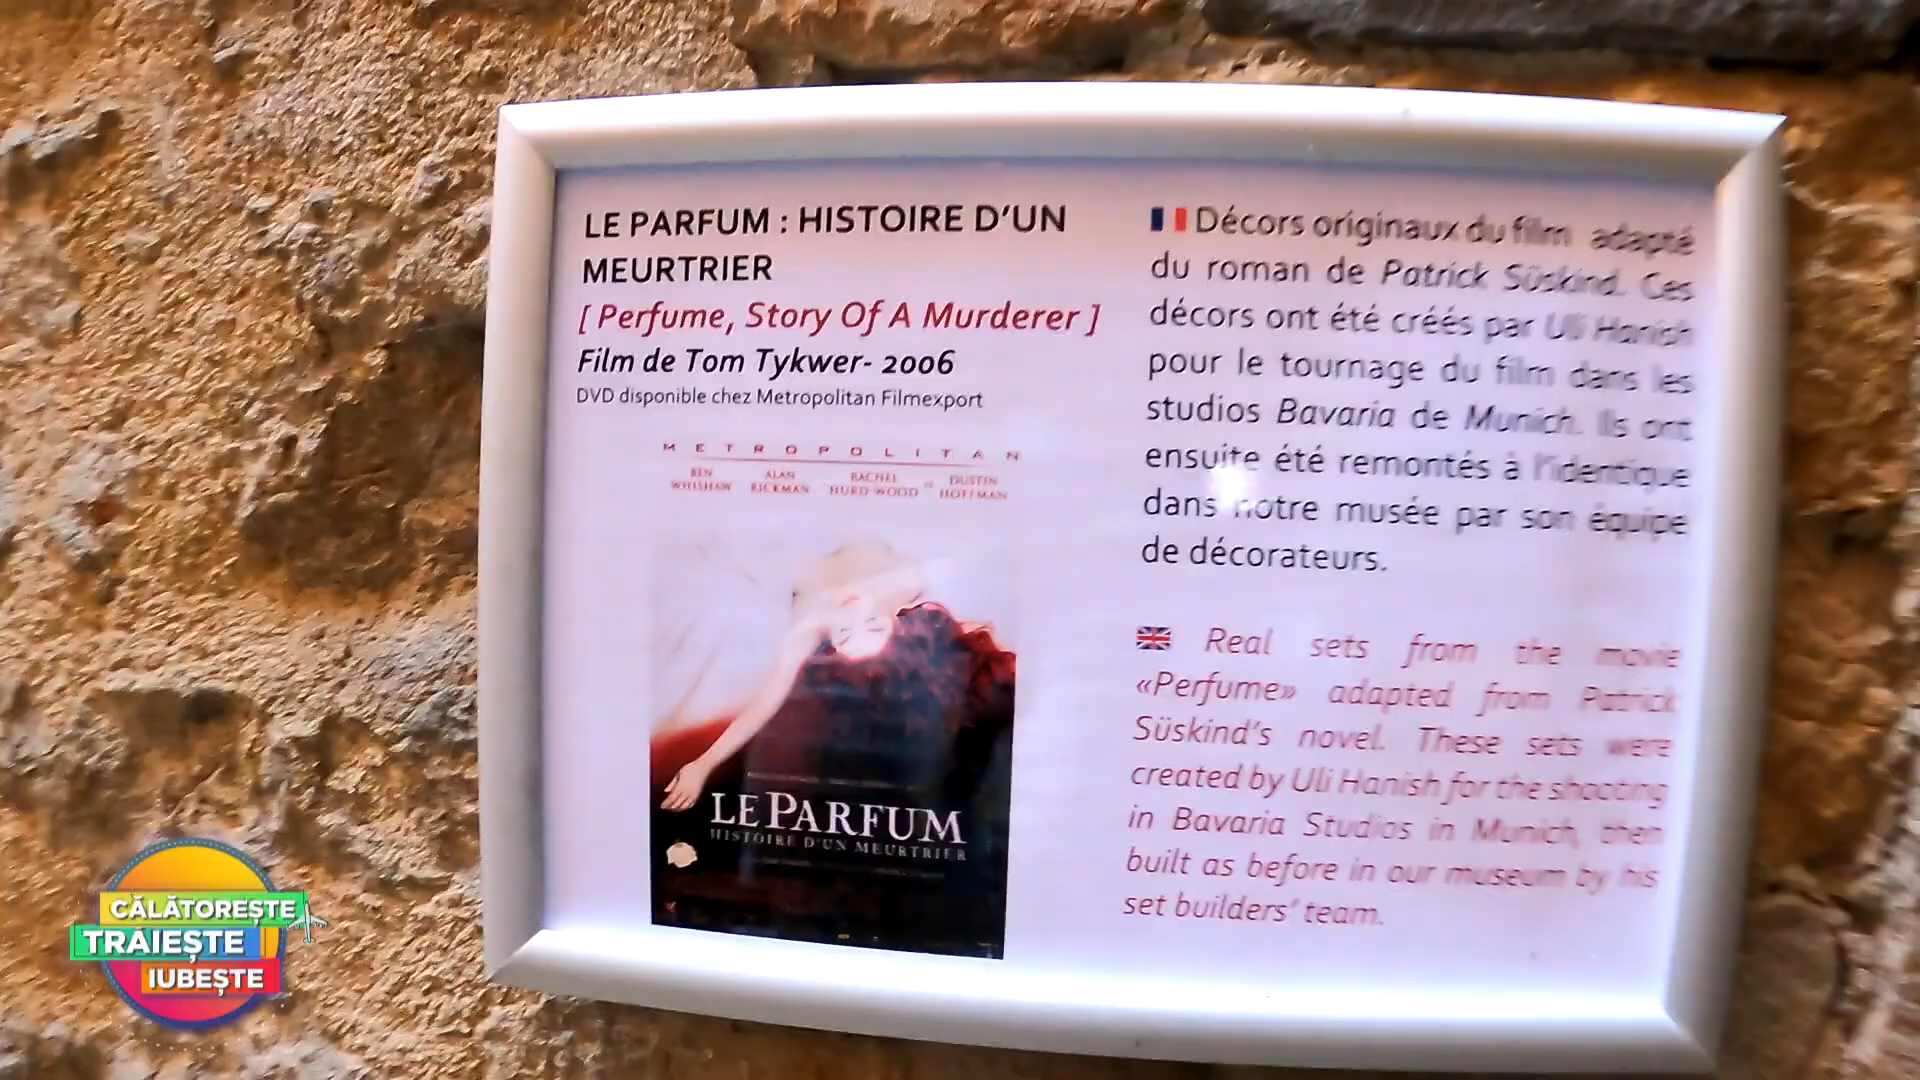 LE PARFUM : HISTOIRE D'UN
MEURTRIER
[ Perfume, Story Of A Murderer ]
Film de Tom Tykwer- 2006
DVD disponible chez Metropolitan Filmexport
METROPOLITAN
BEN WHISHAW ALAN RICKMAN RACHEL HURD-WOOD ET DUSTIN HOFFMAN
LE PARFUM
HISTOIRE D'UN MEURTRIER
Décors originaux du film adapté
du roman de Patrick Süskind. Ces
décors ont été créés par Uli Hanish
pour le tournage du film dans les
studios Bavaria de Munich. Ils ont
ensuite été remontés à l'identique
dans notre musée par son équipe
de décorateurs.
Real sets from the movie
«Perfume» adapted from Patrick
Süskind's novel. These sets were
created by Uli Hanish for the shooting
in Bavaria Studios in Munich, then
built as before in our museum by his
set builders' team.
CĂLĂTOREȘTE
TRĂIEȘTE
IUBEȘTE